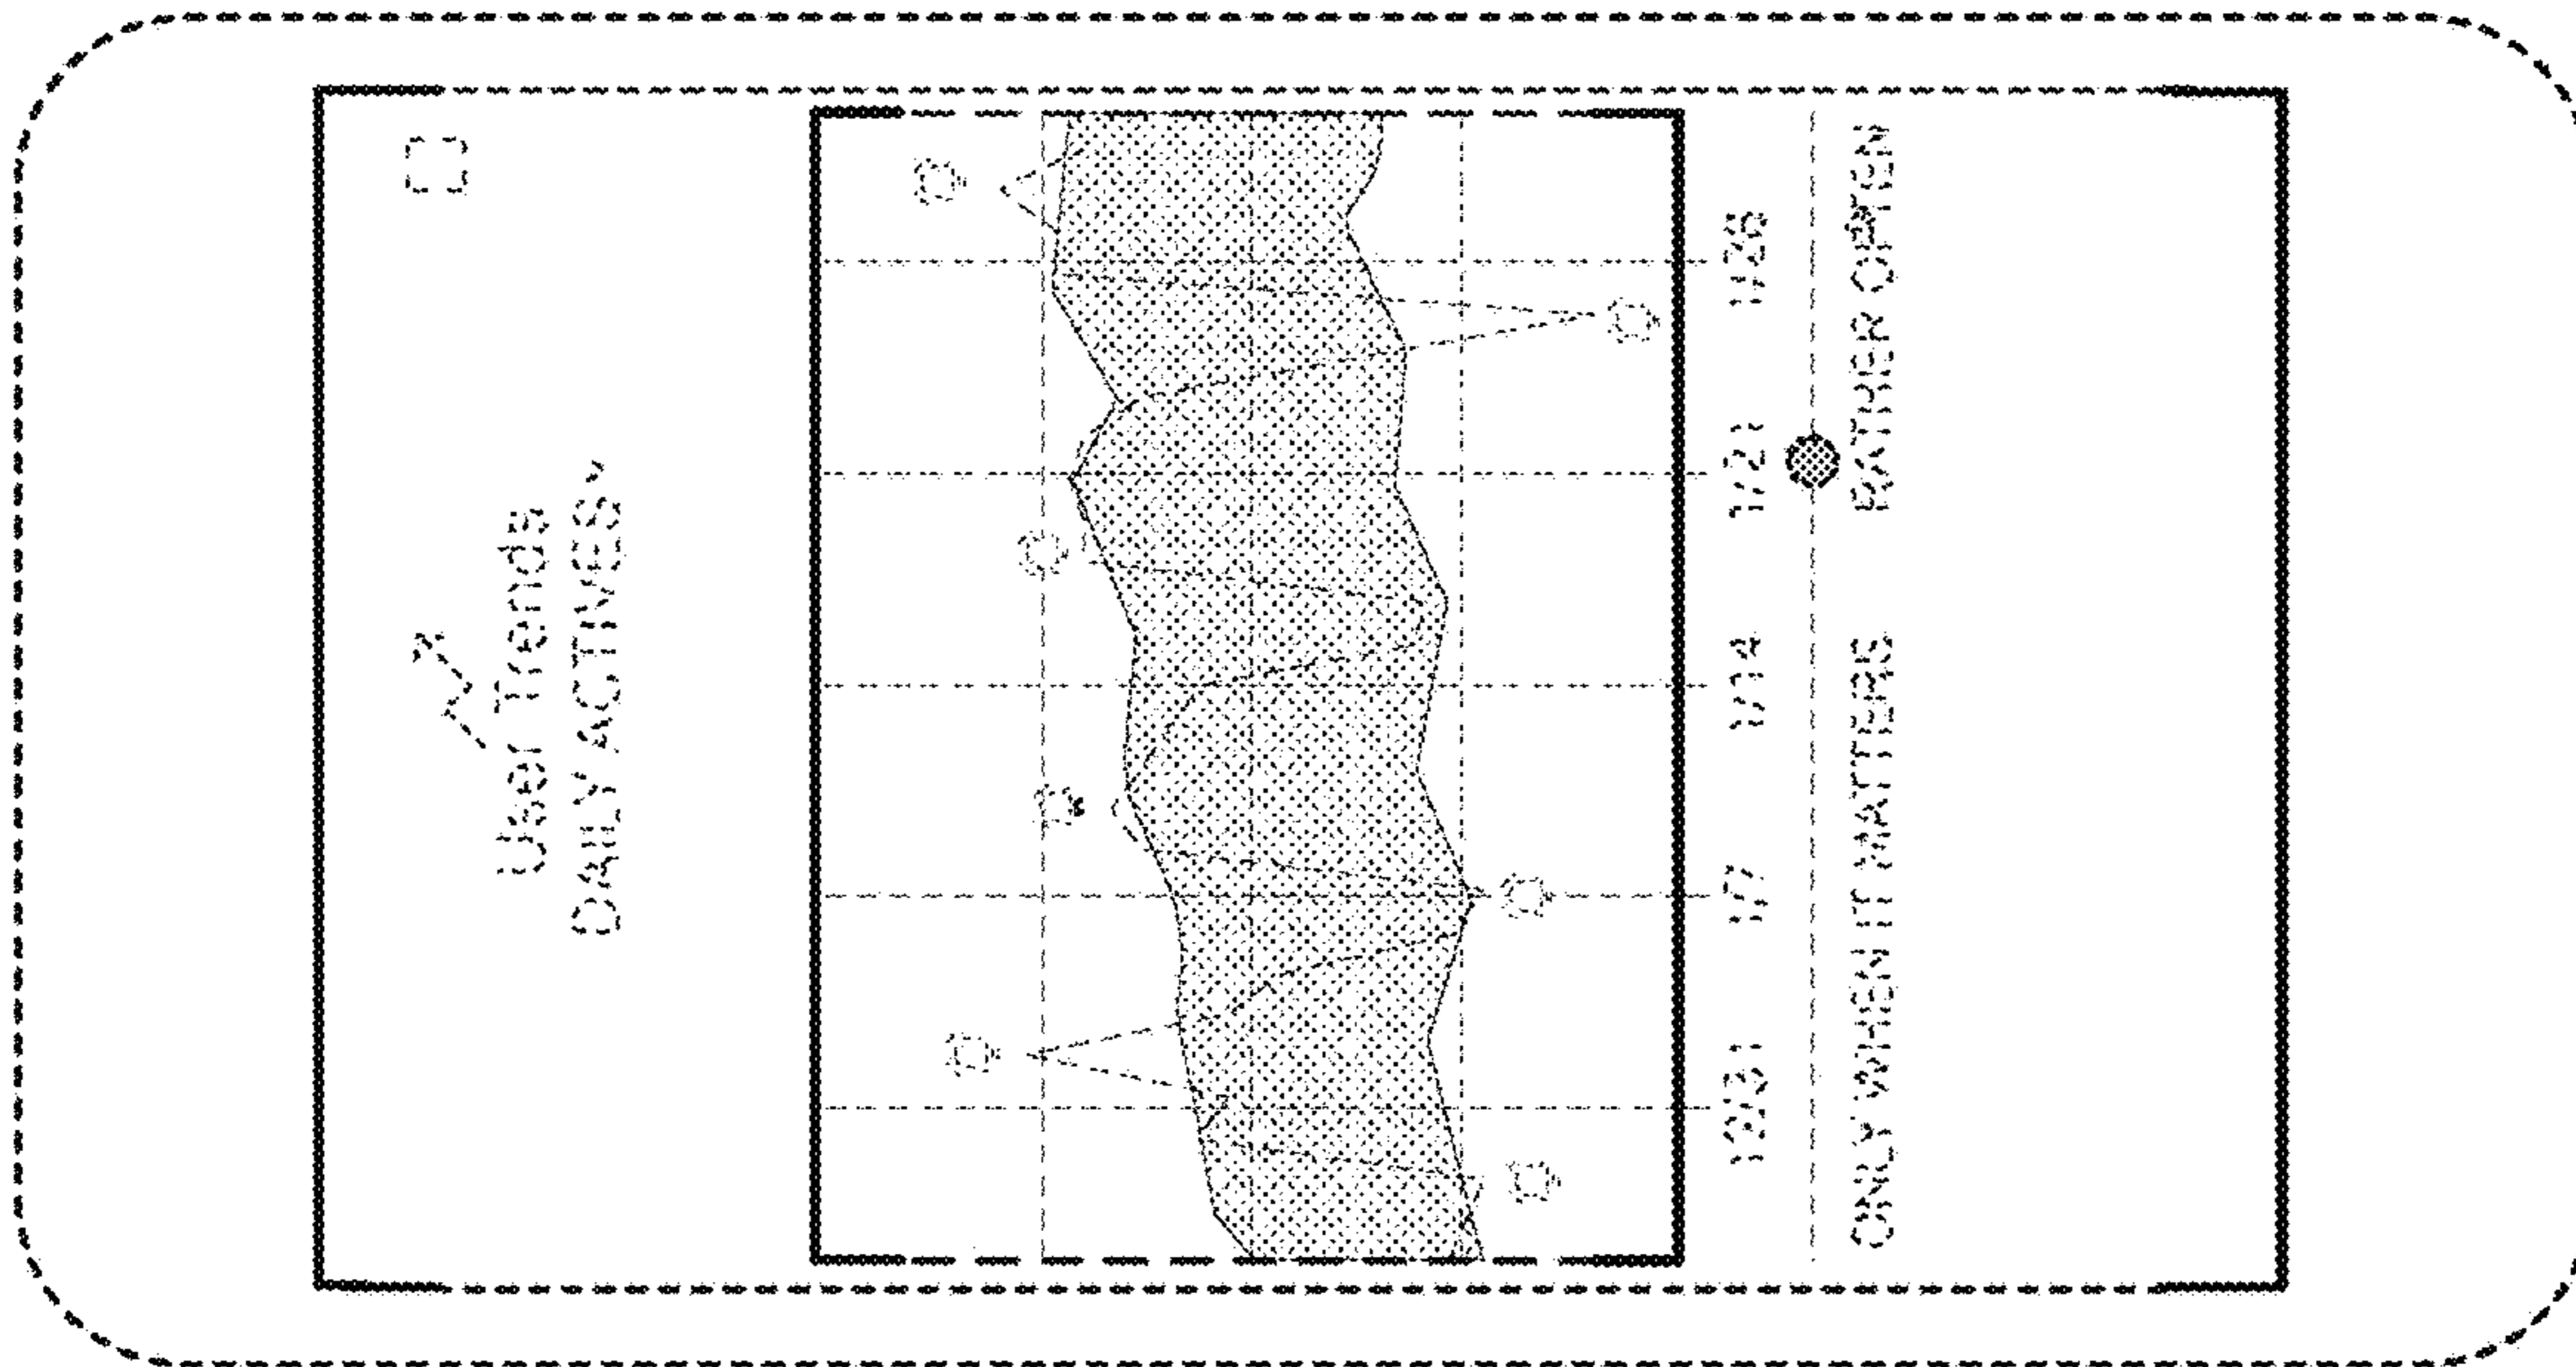 User Trends
DAILY ACTIVES
12/31 1/7 1/14 1/21 1/28
ONLY WHEN IT MATTERS RATHER OFTEN